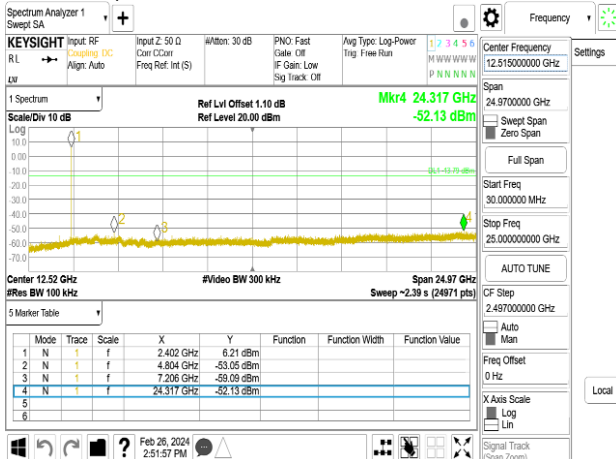 Spectrum Analyzer 1
Swept SA
Frequency
Settings
KEYSIGHT
RL
LXI
Input: RF
Coupling: DC
Align: Auto
Input Z: 50 Ω
Corr CCorr
Freq Ref: Int (S)
#Atten: 30 dB
PNO: Fast
Gate: Off
IF Gain: Low
Sig Track: Off
Avg Type: Log-Power
Trig: Free Run
1 2 3 4 5 6
M W W W W W
P N N N N N
1 Spectrum
Scale/Div 10 dB
Ref Lvl Offset 1.10 dB
Ref Level 20.00 dBm
Mkr4 24.317 GHz
-52.13 dBm
Log
10.0
0.00
-10.0
-20.0
-30.0
-40.0
-50.0
-60.0
-70.0
1
2
3
4
Center 12.52 GHz
#Res BW 100 kHz
#Video BW 300 kHz
Span 24.97 GHz
Sweep ~2.39 s (24971 pts)
5 Marker Table
Mode Trace Scale X Y Function Function Width Function Value
1 N 1 f 2.402 GHz 6.21 dBm
2 N 1 f 4.804 GHz -53.05 dBm
3 N 1 f 7.206 GHz -59.09 dBm
4 N 1 f 24.317 GHz -52.13 dBm
5
6
Feb 26, 2024
2:51:57 PM
Center Frequency
12.515000000 GHz
Span
24.9700000 GHz
Swept Span
Zero Span
Full Span
Start Freq
30.000000 MHz
Stop Freq
25.000000000 GHz
AUTO TUNE
CF Step
2.497000000 GHz
Auto
Man
Freq Offset
0 Hz
X Axis Scale
Log
Lin
Signal Track
(Span Zoom)
Local